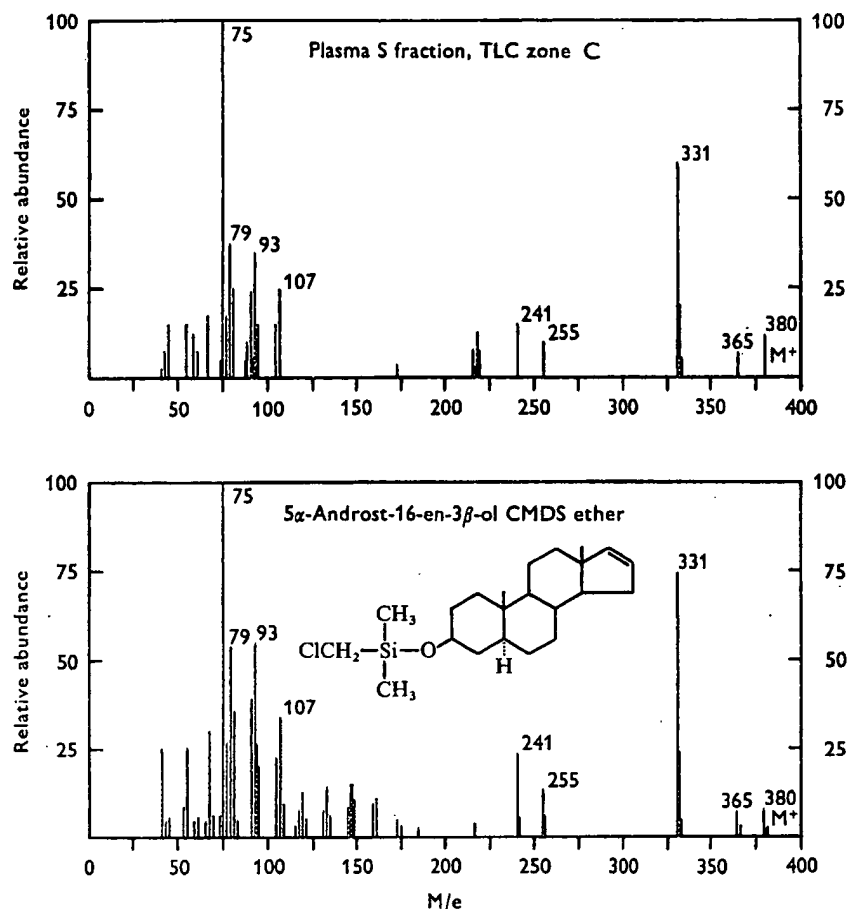 100
75
50
25
Relative abundance
75
Plasma S fraction, TLC zone C
79
93
107
241
255
331
365
380
M+
100
75
50
25
0 50 100 150 200 250 300 350 400
100
75
50
25
Relative abundance
75
5α-Androst-16-en-3β-ol CMDS ether
79
93
107
CH₃
ClCH₂—Si—O
CH₃
H
241
255
331
365
380
M+
100
75
50
25
0 50 100 150 200 250 300 350 400
M/e